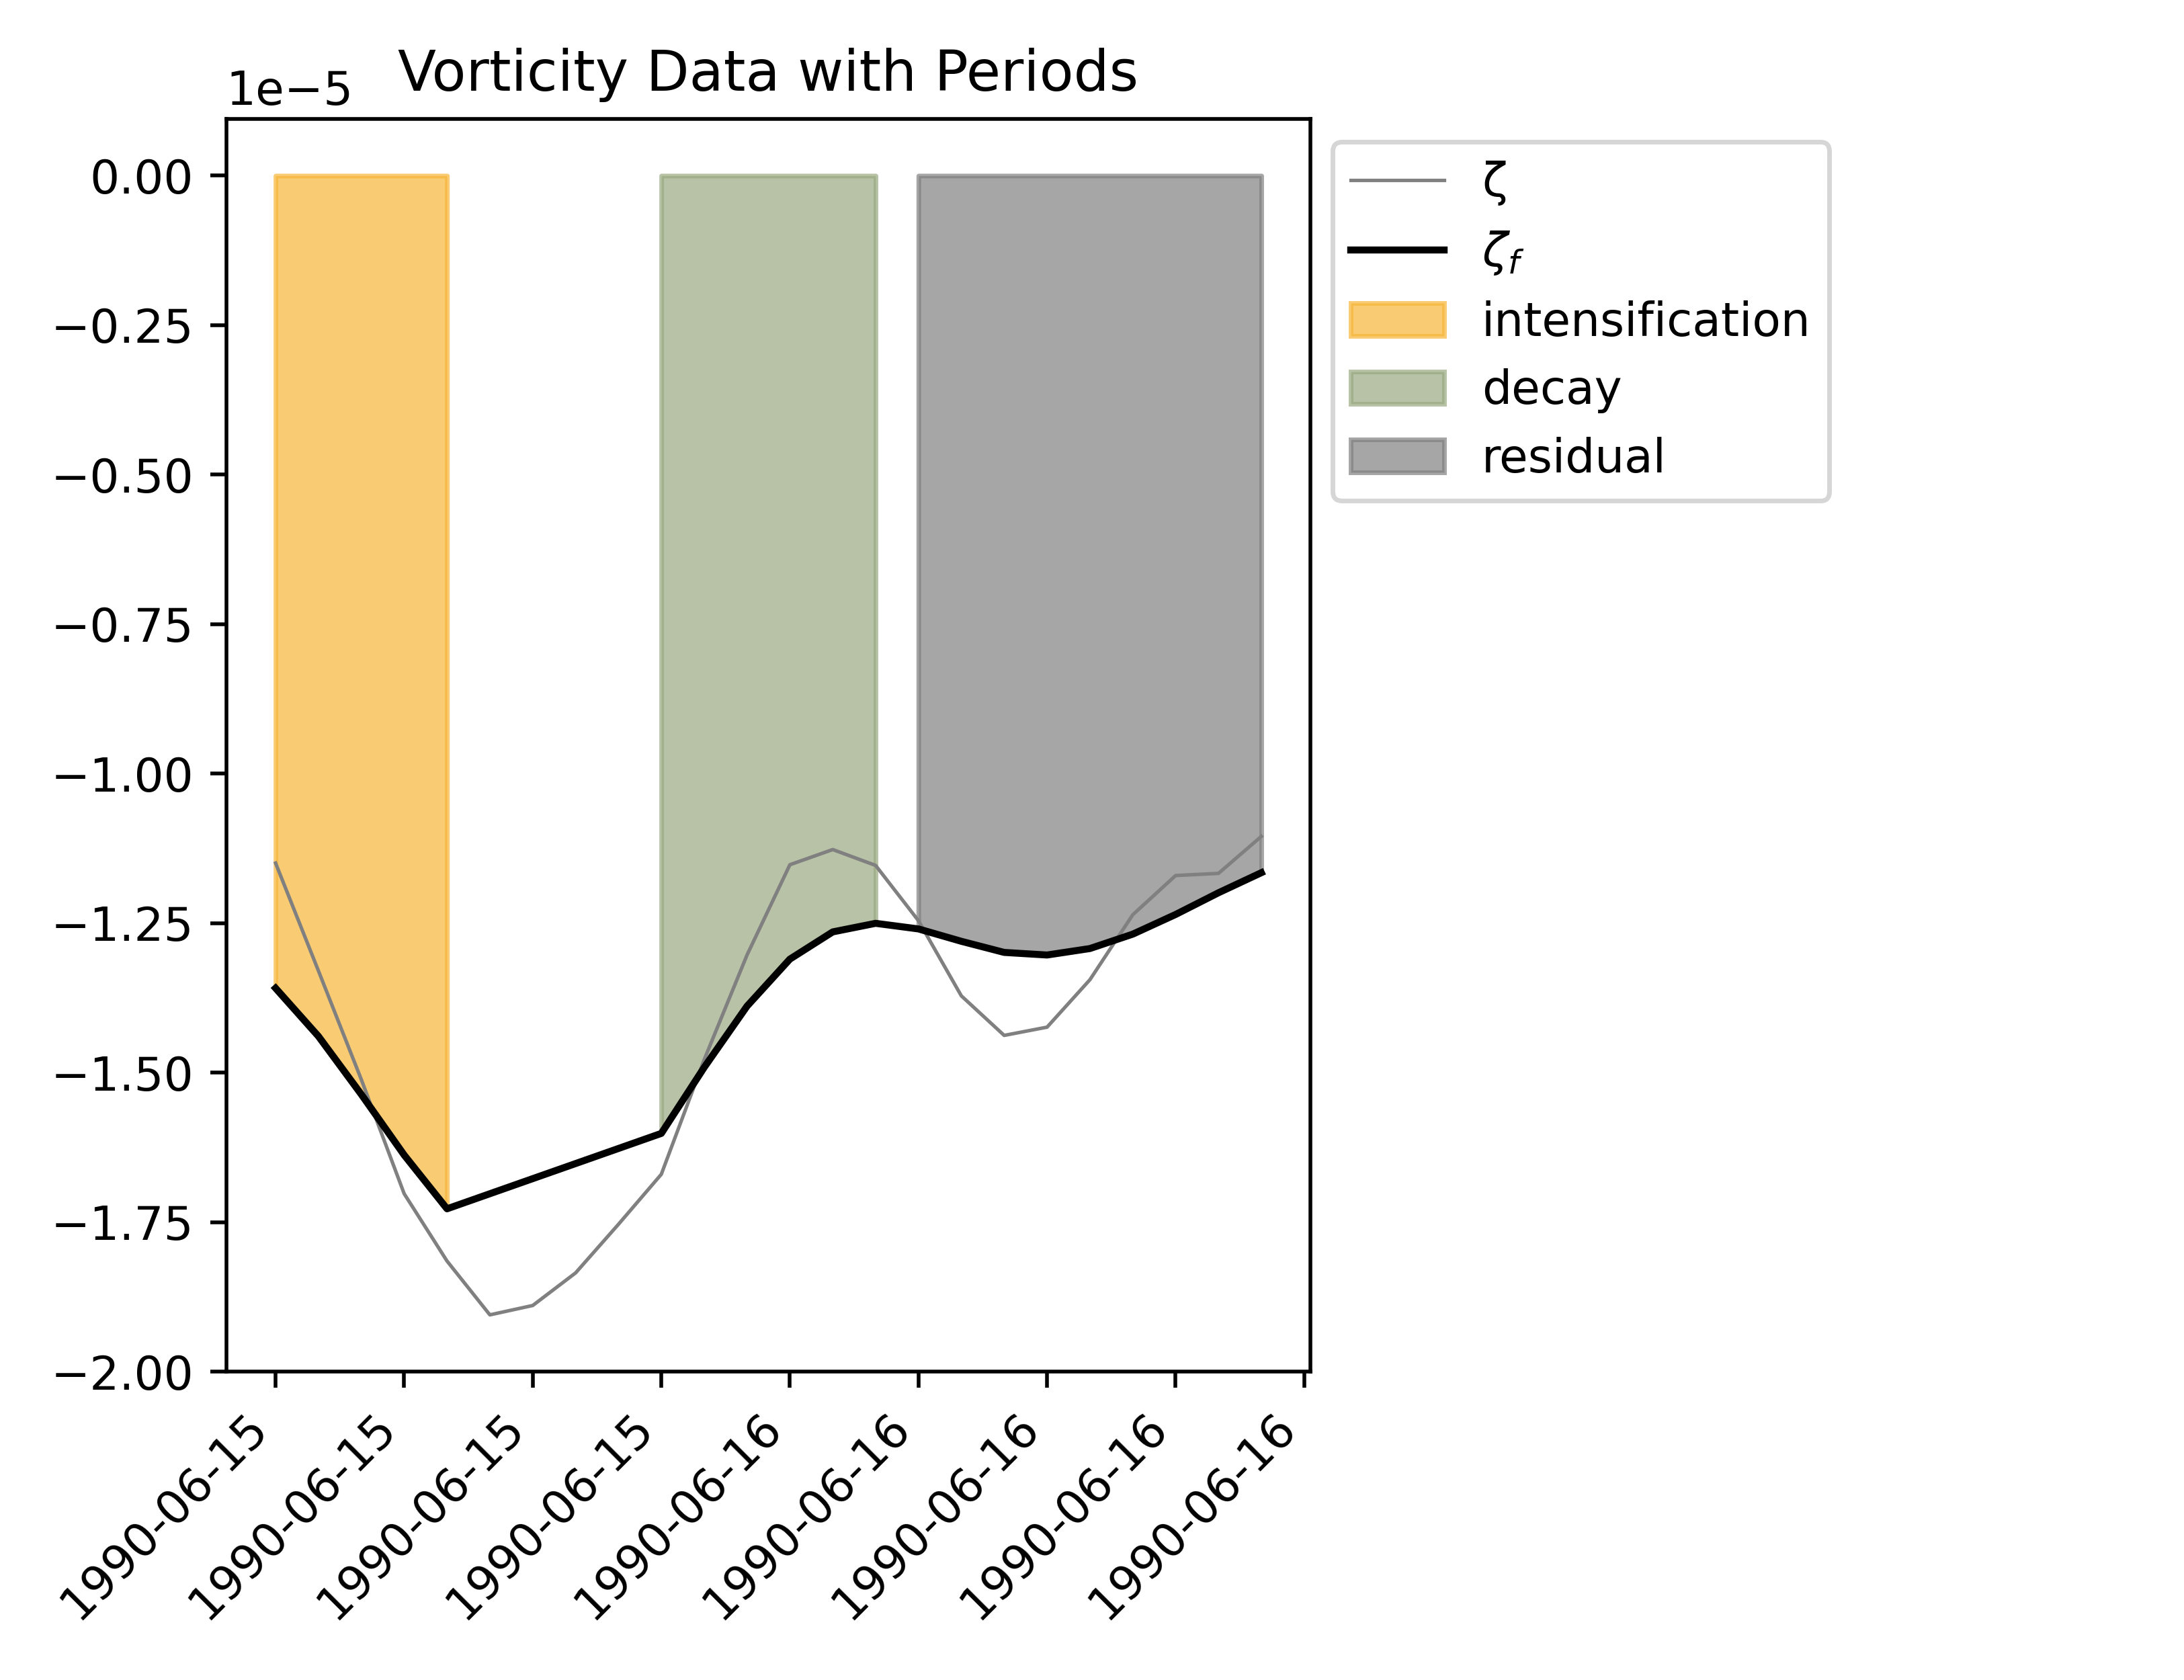 Vorticity Data with Periods
1e−5
0.00
−0.25
−0.50
−0.75
−1.00
−1.25
−1.50
−1.75
−2.00
1990-06-15
1990-06-15
1990-06-15
1990-06-15
1990-06-16
1990-06-16
1990-06-16
1990-06-16
1990-06-16
ζ
ζf
intensification
decay
residual